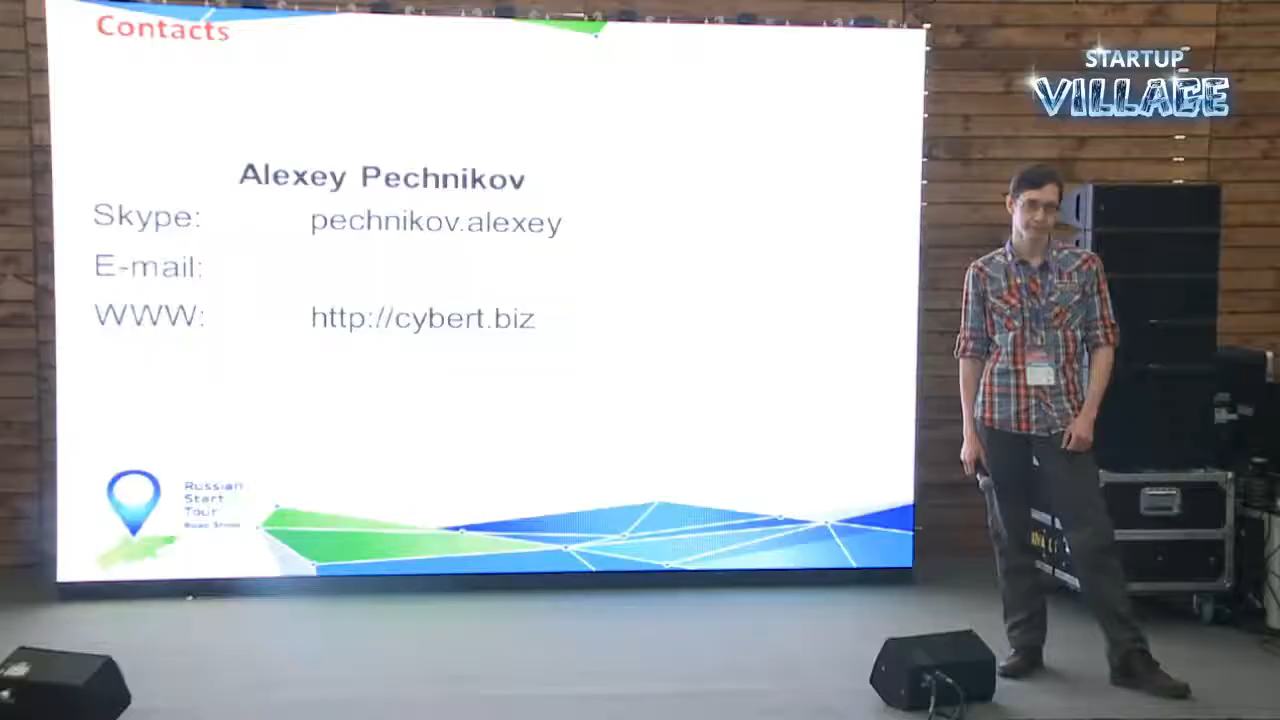 Contacts
STARTUP
VILLAGE
Alexey Pechnikov
Skype: pechnikov.alexey
E-mail:
WWW: http://cybert.biz
Russian
Start
Tour